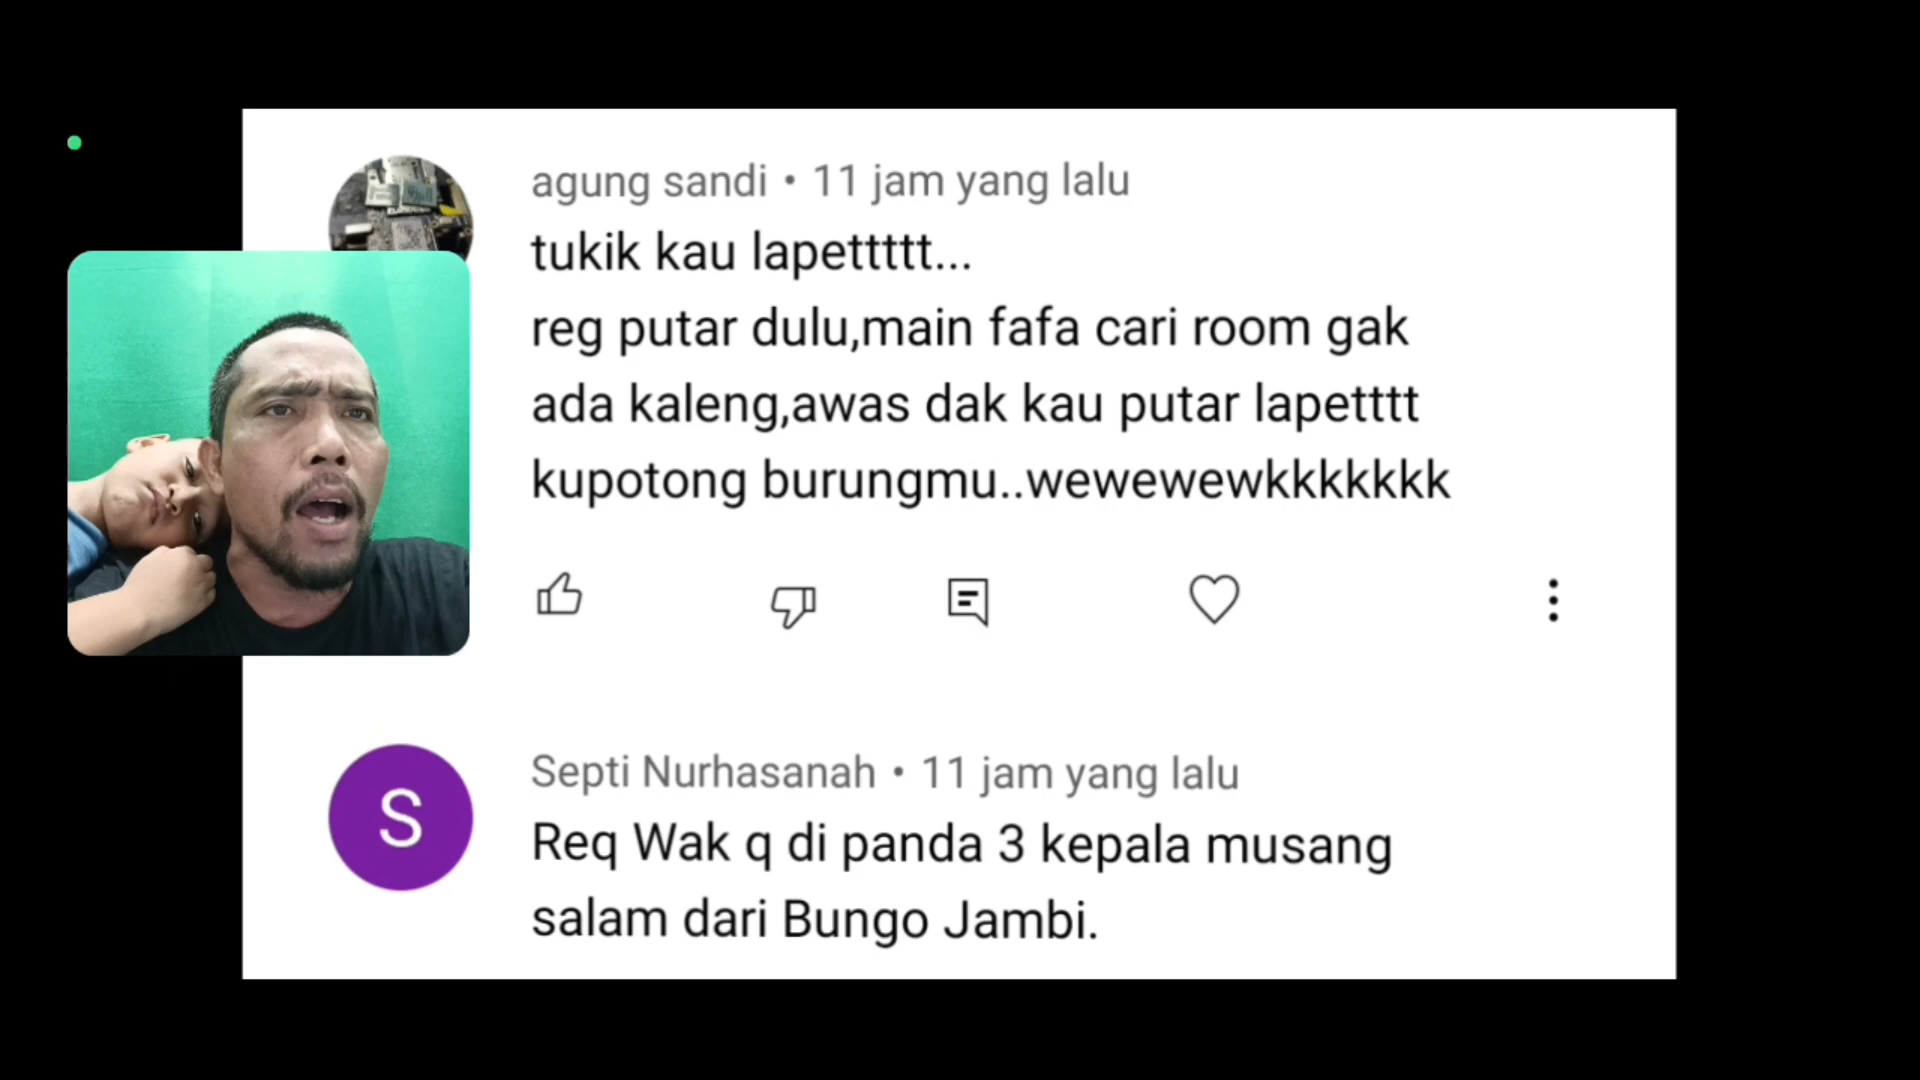 agung sandi • 11 jam yang lalu
tukik kau lapettttt...
reg putar dulu,main fafa cari room gak
ada kaleng,awas dak kau putar lapetttt
kupotong burungmu..wewewewkkkkkkk
S
Septi Nurhasanah • 11 jam yang lalu
Req Wak q di panda 3 kepala musang
salam dari Bungo Jambi.